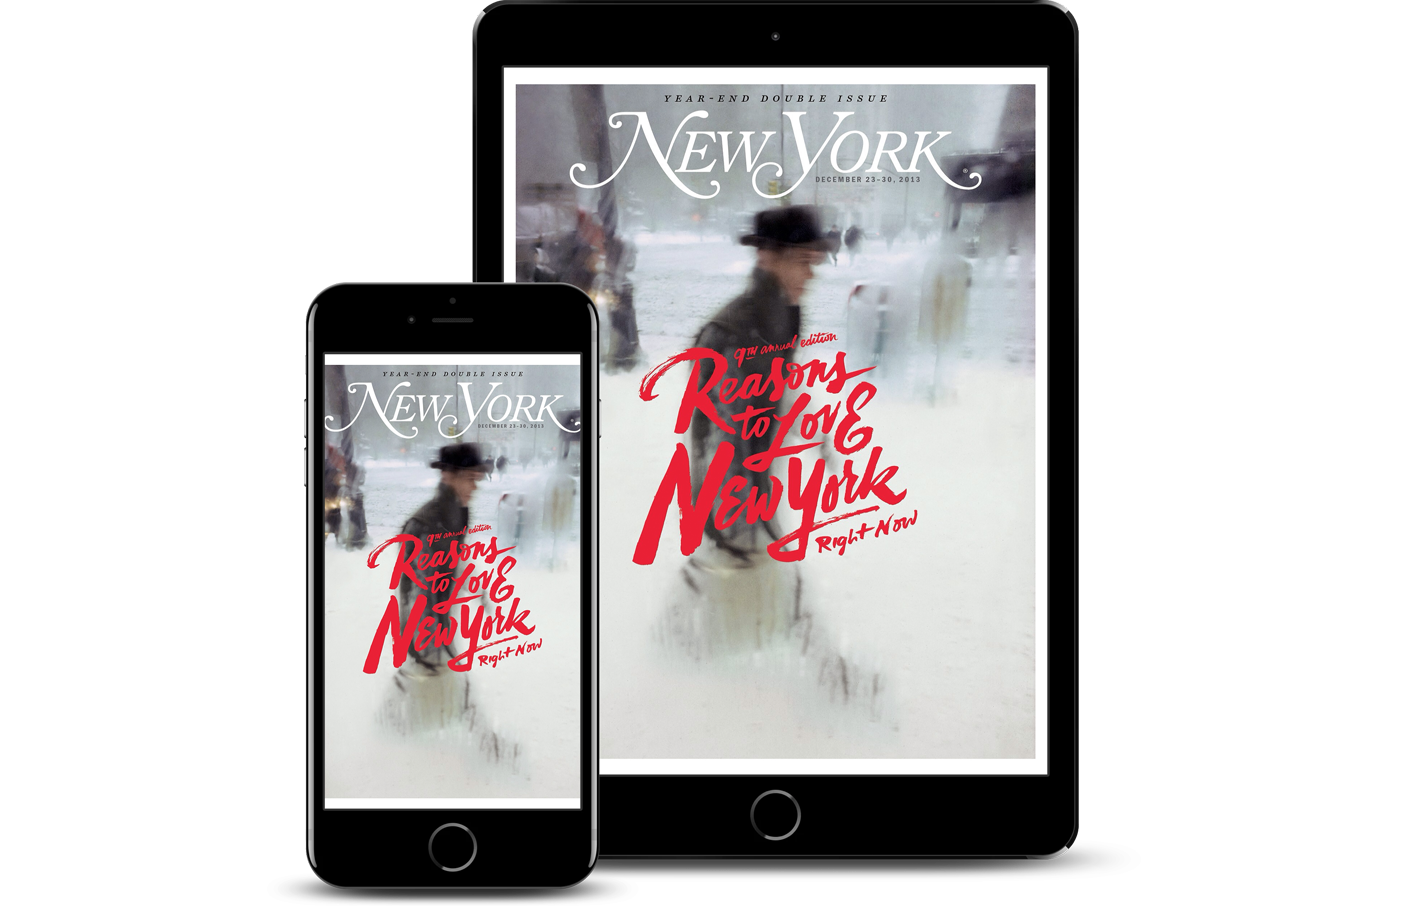 YEAR-END DOUBLE ISSUE
NEW YORK
DECEMBER 23–30, 2013
9TH annual edition
Reasons
to LovE
NEw York
Right Now
YEAR-END DOUBLE ISSUE
NEW YORK
DECEMBER 23–30, 2013
9TH annual edition
Reasons
to LovE
NEw York
Right Now